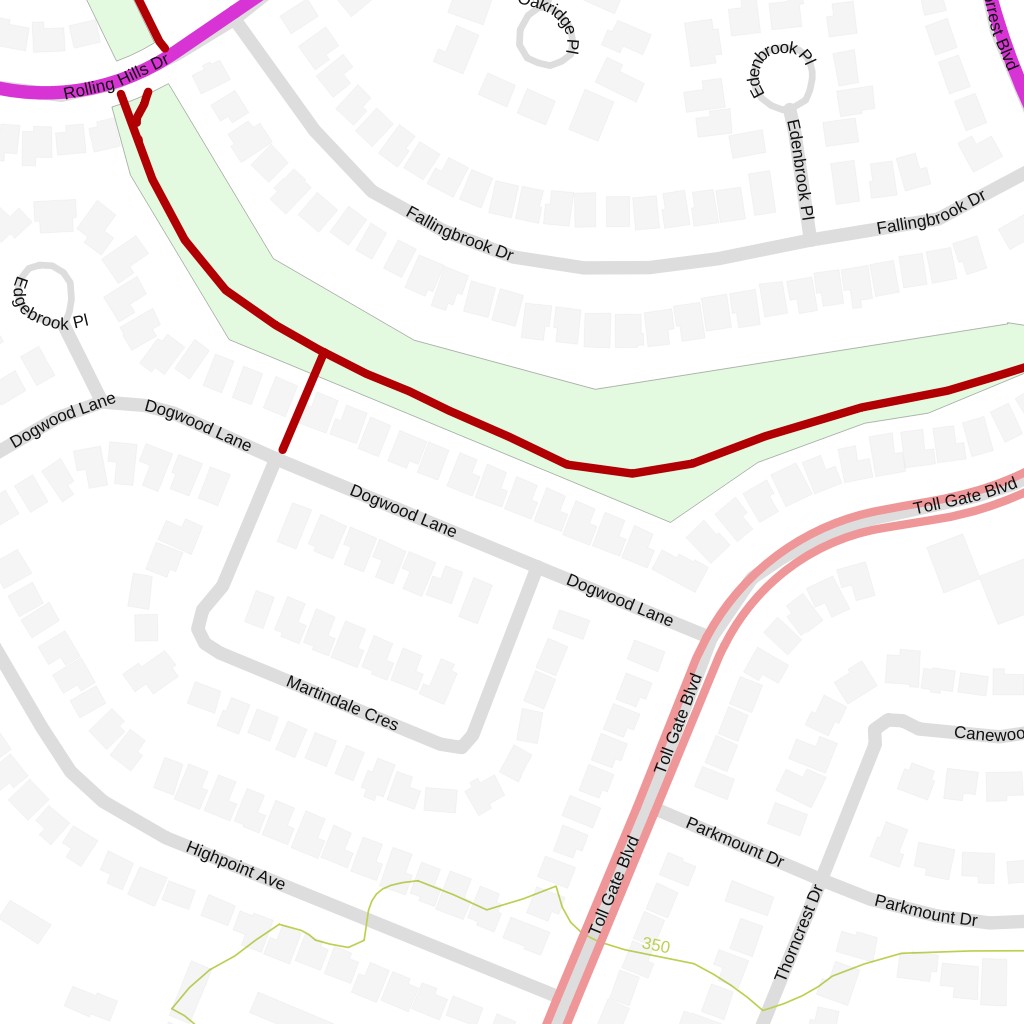 Oakridge Pl
Edenbrook Pl
Rolling Hills Dr
Edenbrook Pl
Fallingbrook Dr
Fallingbrook Dr
Edgebrook Pl
Dogwood Lane
Dogwood Lane
Dogwood Lane
Toll Gate Blvd
Dogwood Lane
Martindale Cres
Toll Gate Blvd
Canewoo
Parkmount Dr
Highpoint Ave
Toll Gate Blvd
Parkmount Dr
Thorncrest Dr
350